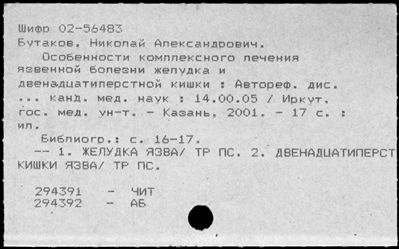 Шифр 02-56483
Бутаков, Николай Александрович.
Особенности комплексного лечения
язвенной болезни желудка и
двенадцатиперстной кишки : Автореф. дис.
... канд. мед. наук : 14.00.05 / Иркут.
гос. мед. ун-т. - Казань, 2001. - 17 с. :
ил.
Библиогр.: с. 16-17.
-- 1. ЖЕЛУДКА ЯЗВА/ ТР ПС. 2. ДВЕНАДЦАТИПЕРСТ
КИШКИ ЯЗВА/ ТР ПС.
294391 - ЧИТ
294392 - АБ